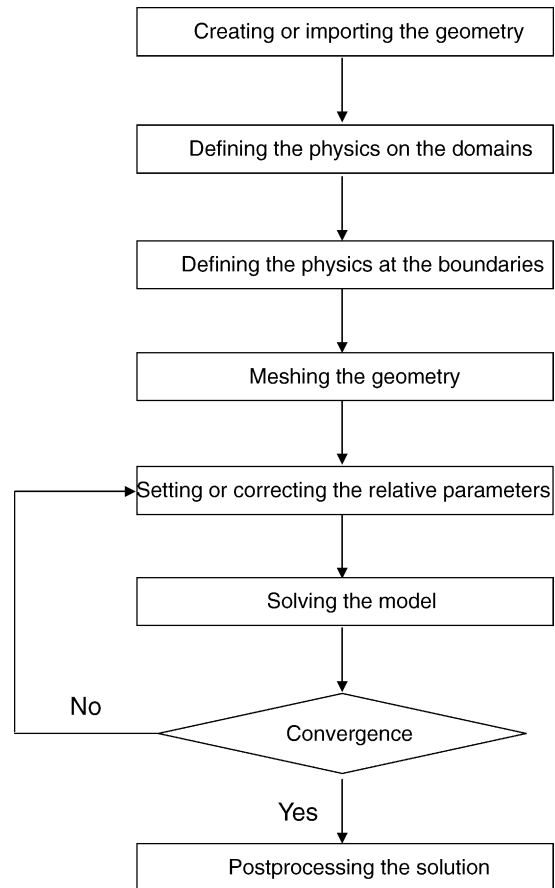 Creating or importing the geometry
Defining the physics on the domains
Defining the physics at the boundaries
Meshing the geometry
Setting or correcting the relative parameters
Solving the model
No
Convergence
Yes
Postprocessing the solution